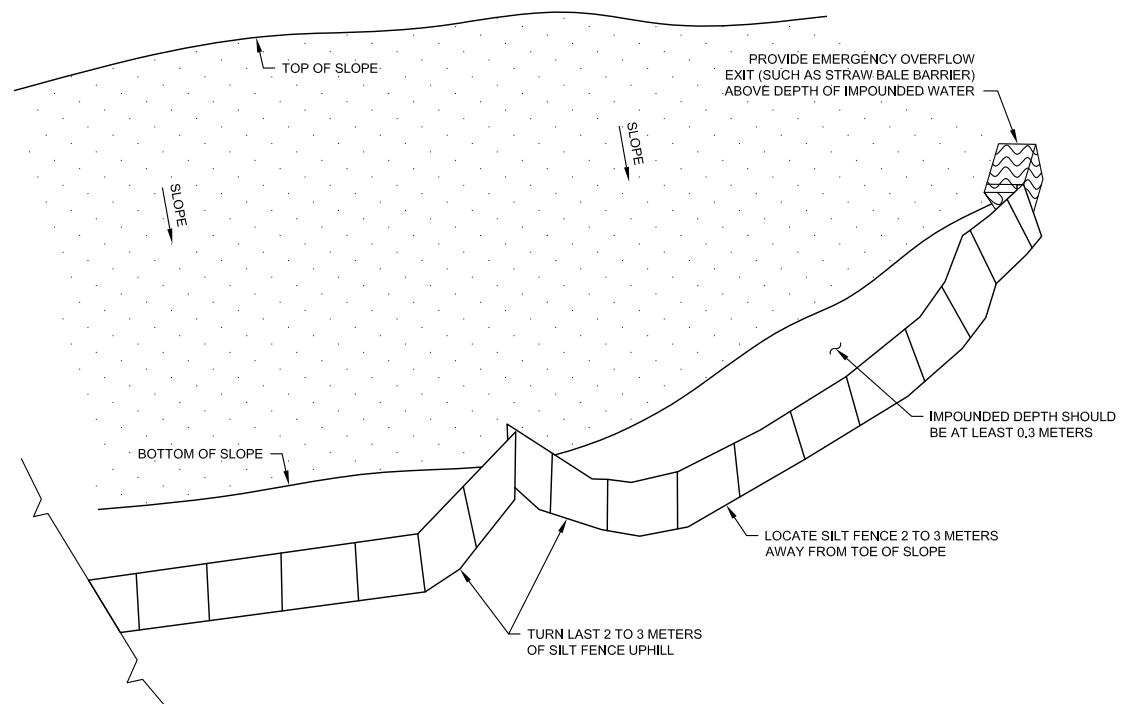 PROVIDE EMERGENCY OVERFLOW
EXIT (SUCH AS STRAW BALE BARRIER)
ABOVE DEPTH OF IMPOUNDED WATER
TOP OF SLOPE
SLOPE
SLOPE
IMPOUNDED DEPTH SHOULD
BE AT LEAST 0.3 METERS
BOTTOM OF SLOPE
LOCATE SILT FENCE 2 TO 3 METERS
AWAY FROM TOE OF SLOPE
TURN LAST 2 TO 3 METERS
OF SILT FENCE UPHILL